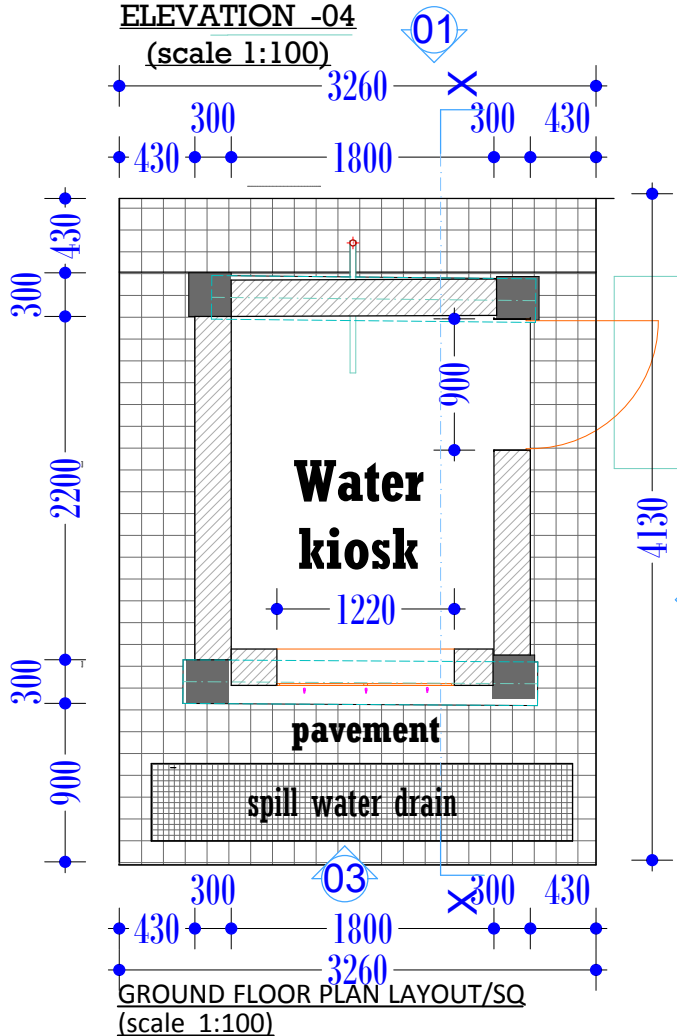 ELEVATION -04
(scale 1:100)
01
3260
X
300
300
430
1800
430
430
300
900
2200
Water
kiosk
4130
1220
300
pavement
900
spill water drain
03
X
300
300
430
1800
430
3260
GROUND FLOOR PLAN LAYOUT/SQ
(scale 1:100)